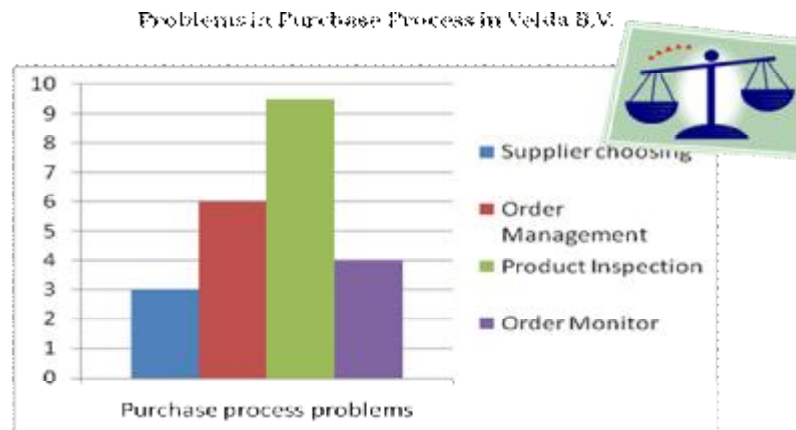 Problems in Purchase Process in Velda B.V.
10
9
8
7
6
5
4
3
2
1
0
Supplier choosing
Order
Management
Product Inspection
Order Monitor
Purchase process problems